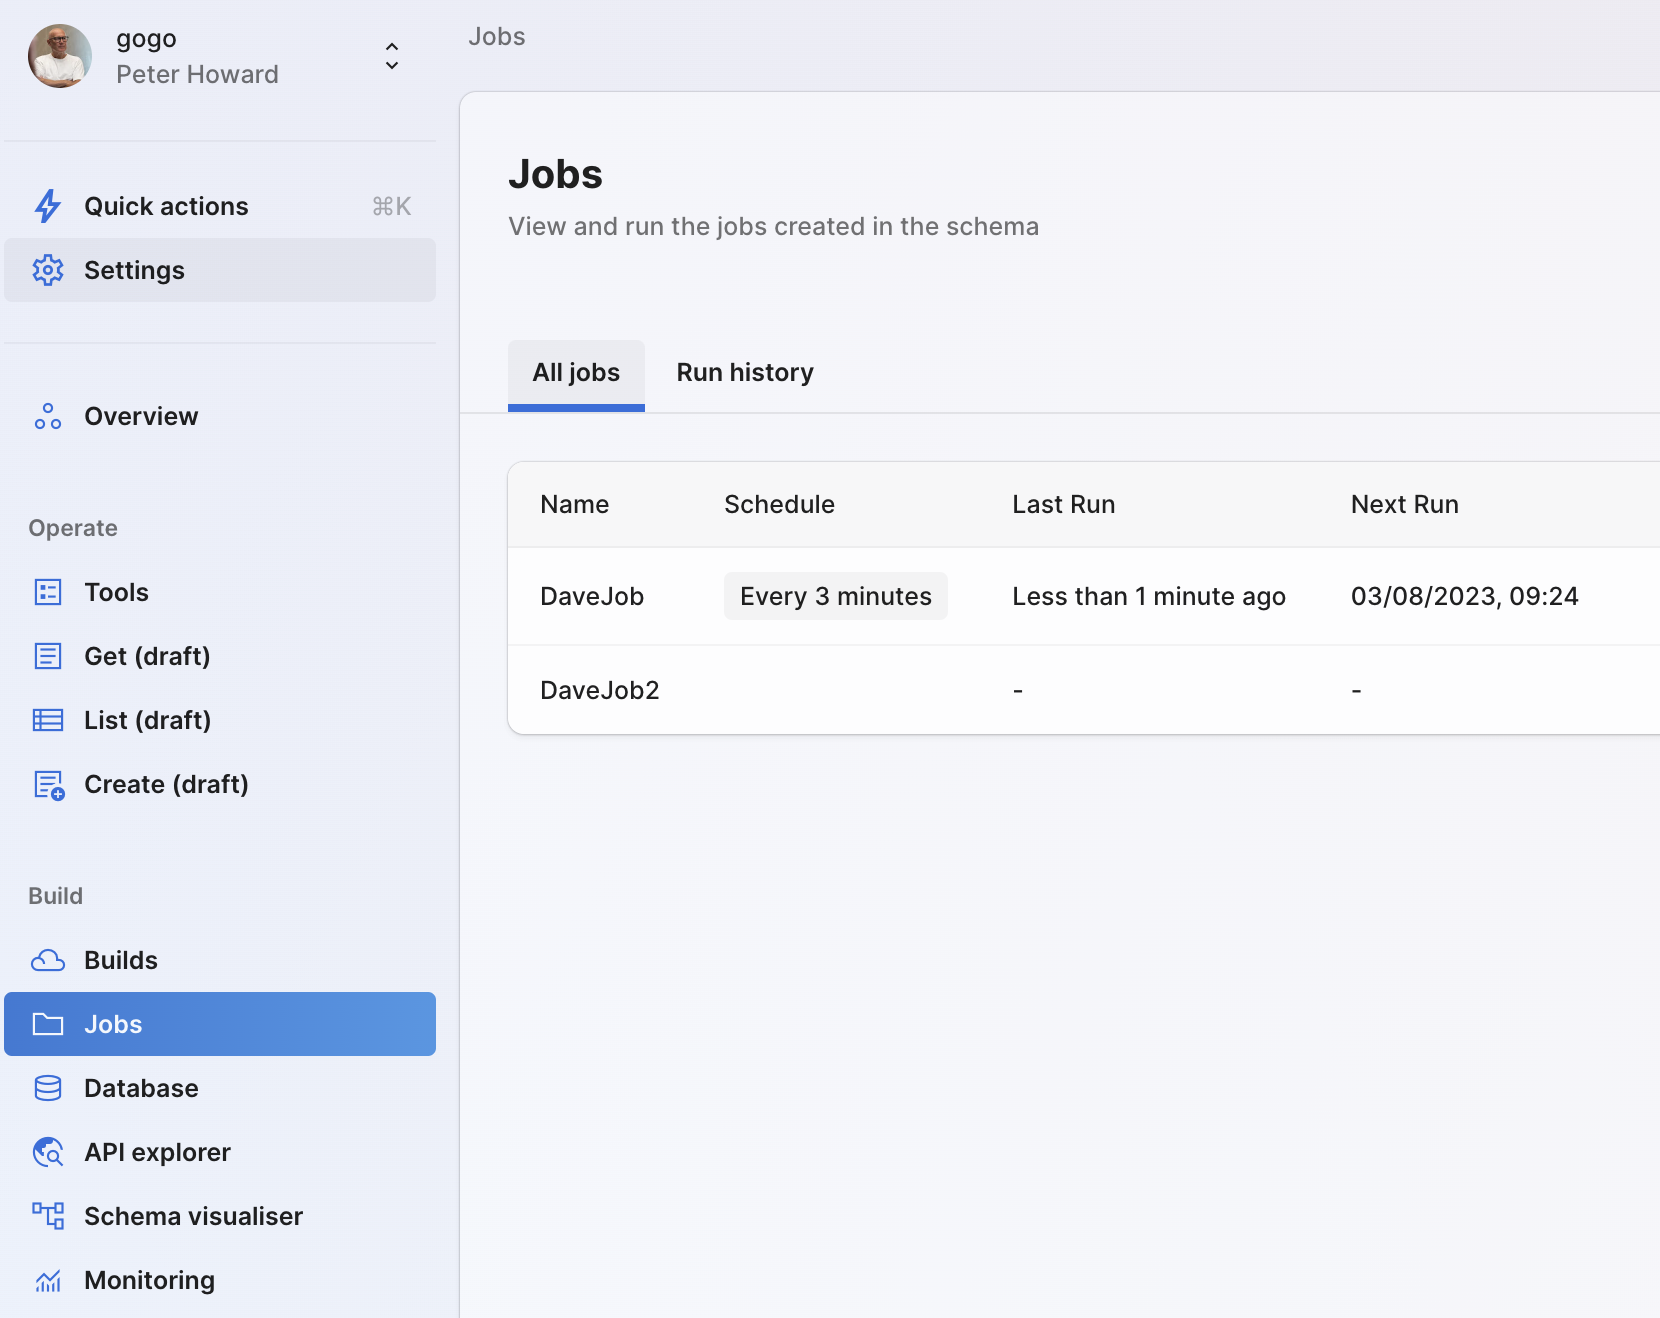 gogo
Peter Howard
Quick actions ⌘K
Settings
Overview
Operate
Tools
Get (draft)
List (draft)
Create (draft)
Build
Builds
Jobs
Database
API explorer
Schema visualiser
Monitoring
Jobs
Jobs
View and run the jobs created in the schema
All jobs Run history
Name Schedule Last Run Next Run
DaveJob Every 3 minutes Less than 1 minute ago 03/08/2023, 09:24
DaveJob2 - -